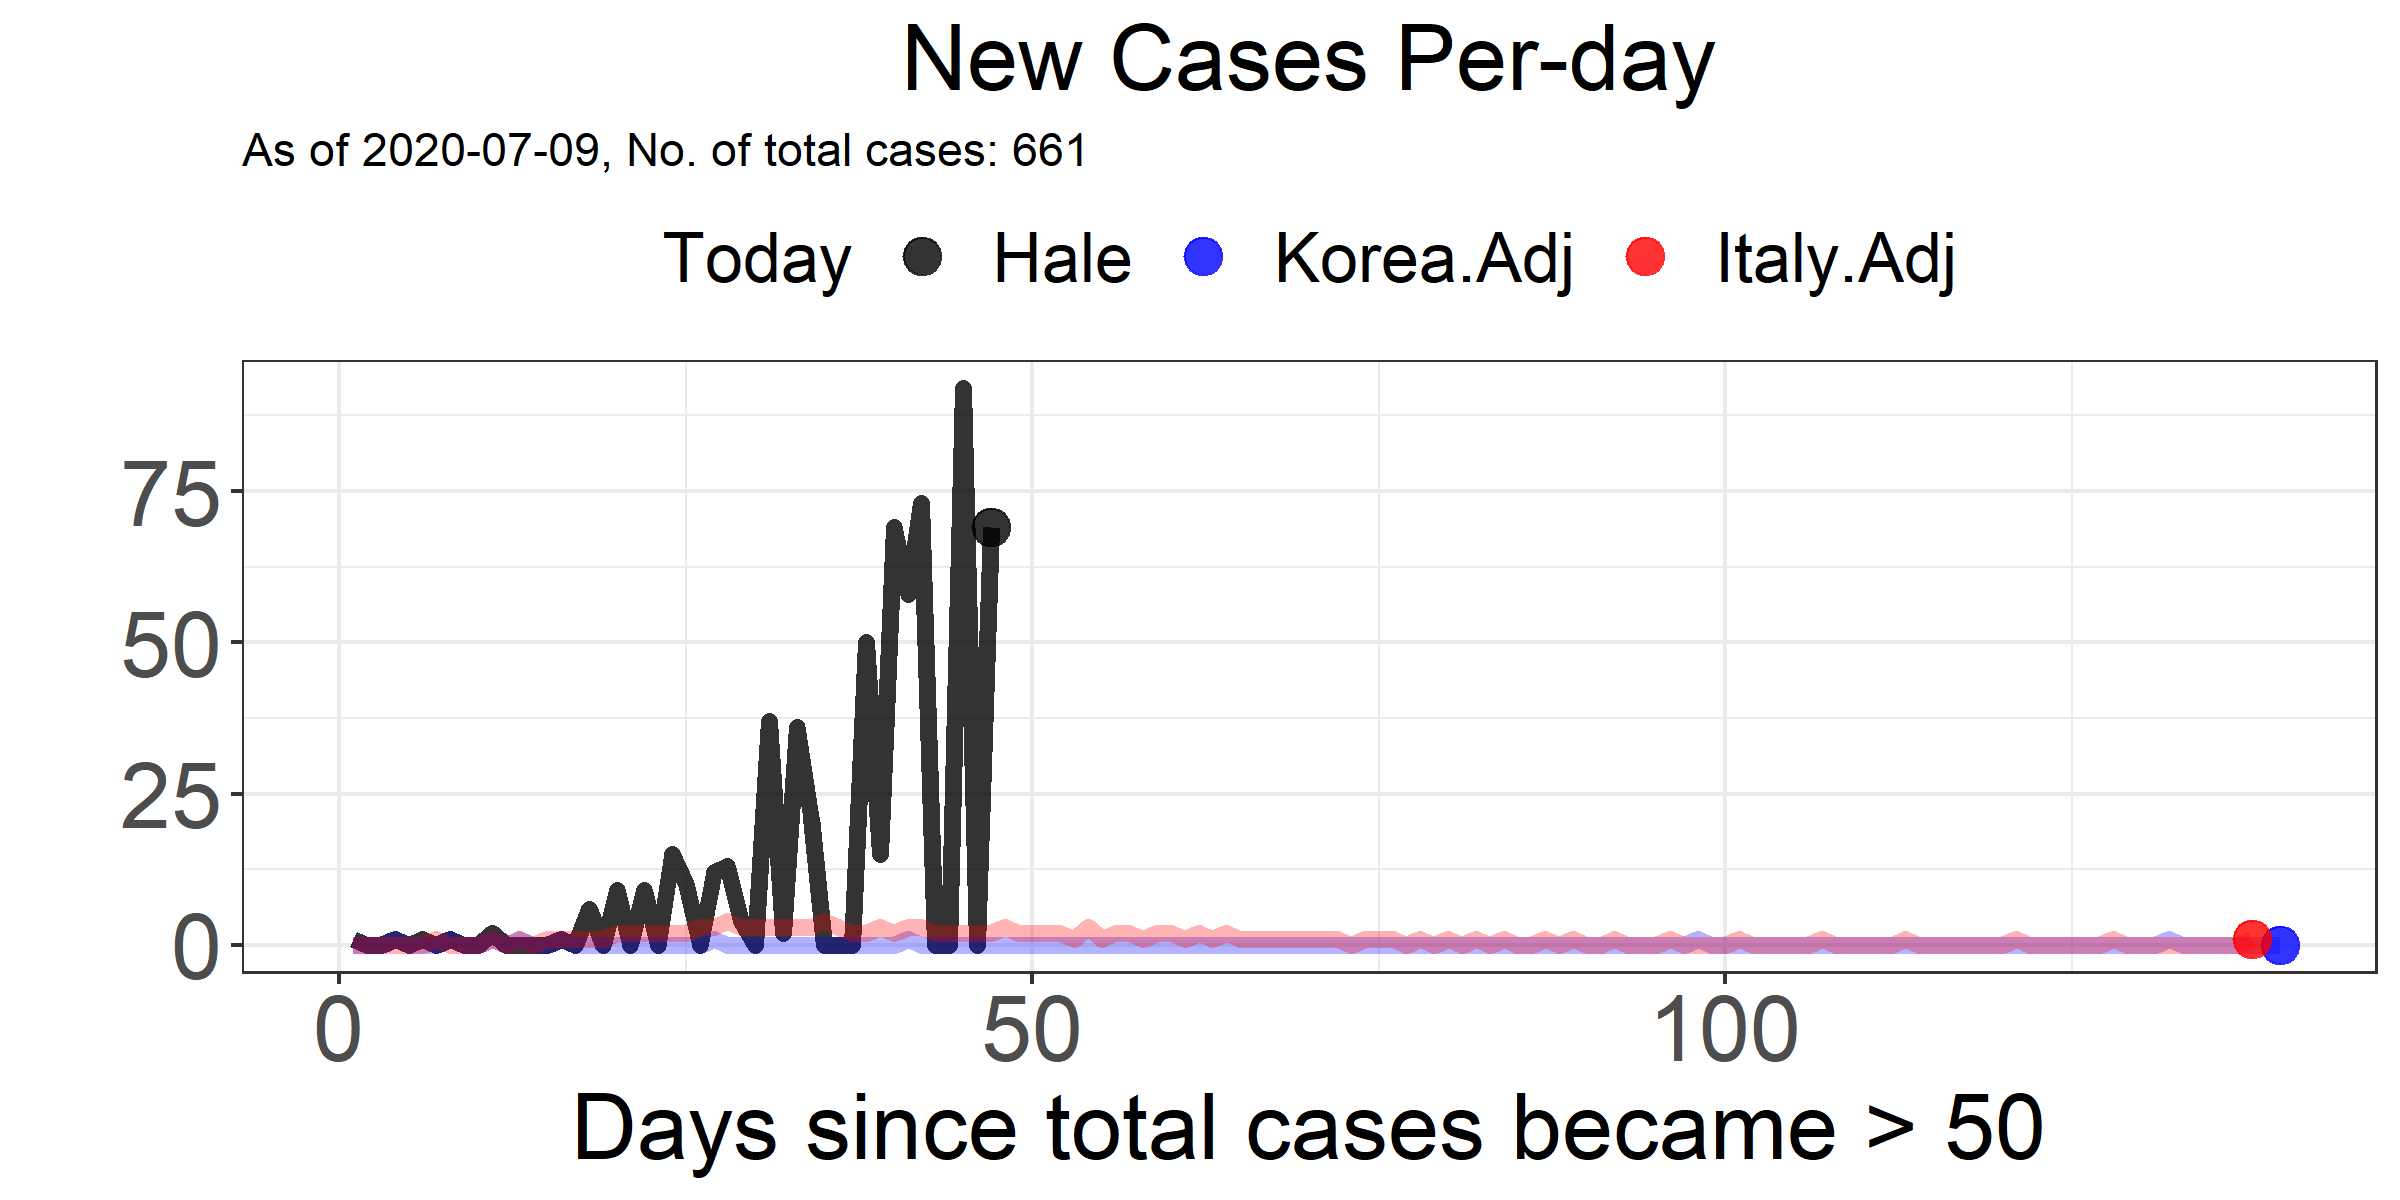 New Cases Per-day
As of 2020-07-09, No. of total cases: 661
Today Hale Korea.Adj Italy.Adj
75
50
25
0
0 50 100
Days since total cases became > 50